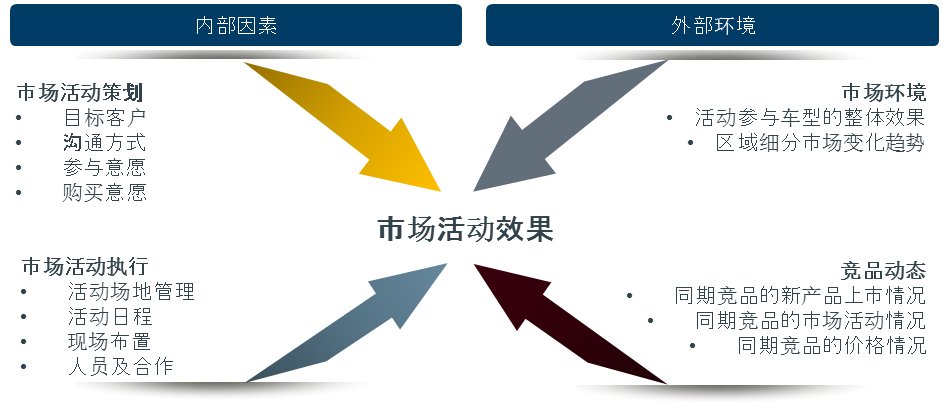 内部因素
外部环境
市场活动策划
• 目标客户
• 沟通方式
• 参与意愿
• 购买意愿
市场环境
• 活动参与车型的整体效果
• 区域细分市场变化趋势
市场活动效果
市场活动执行
• 活动场地管理
• 活动日程
• 现场布置
• 人员及合作
竞品动态
• 同期竞品的新产品上市情况
• 同期竞品的市场活动情况
• 同期竞品的价格情况